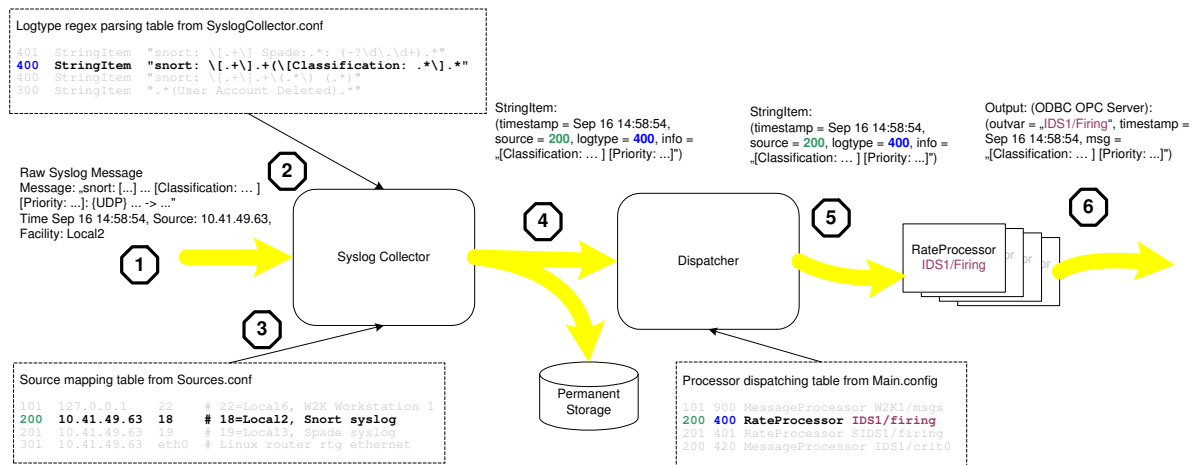 Logtype regex parsing table from SyslogCollector.conf
401 StringItem "snort: \[.+\] Spade:.*: (-?\d\.\d+).*"
400 StringItem "snort: \[.+\].+(\[Classification: .*\].*"
400 StringItem "snort: \[.+\].+\(.*\) (.*)"
300 StringItem ".*(User Account Deleted).*"
StringItem:
(timestamp = Sep 16 14:58:54,
source = 200, logtype = 400, info =
„[Classification: … ] [Priority: ...]")
StringItem:
(timestamp = Sep 16 14:58:54,
source = 200, logtype = 400, info =
„[Classification: … ] [Priority: ...]")
Output: (ODBC OPC Server):
(outvar = „IDS1/Firing“, timestamp =
Sep 16 14:58:54, msg =
„[Classification: … ] [Priority: ...]")
Raw Syslog Message
Message: „snort: [...] ... [Classification: … ]
[Priority: ...]: {UDP} ... -> ..."
Time Sep 16 14:58:54, Source: 10.41.49.63,
Facility: Local2
1
2
3
4
5
6
Syslog Collector
Dispatcher
RateProcessor
IDS1/Firing
or
or
or
Permanent
Storage
Source mapping table from Sources.conf
101 127.0.0.1 22 # 22=Local6, W2K Workstation 1
200 10.41.49.63 18 # 18=Local2, Snort syslog
201 10.41.49.63 19 # 19=Local3, Spade syslog
301 10.41.49.63 eth0 # Linux router rtg ethernet
Processor dispatching table from Main.config
101 900 MessageProcessor W2K1/msgs
200 400 RateProcessor IDS1/firing
201 401 RateProcessor SIDS1/firing
200 420 MessageProcessor IDS1/crit0